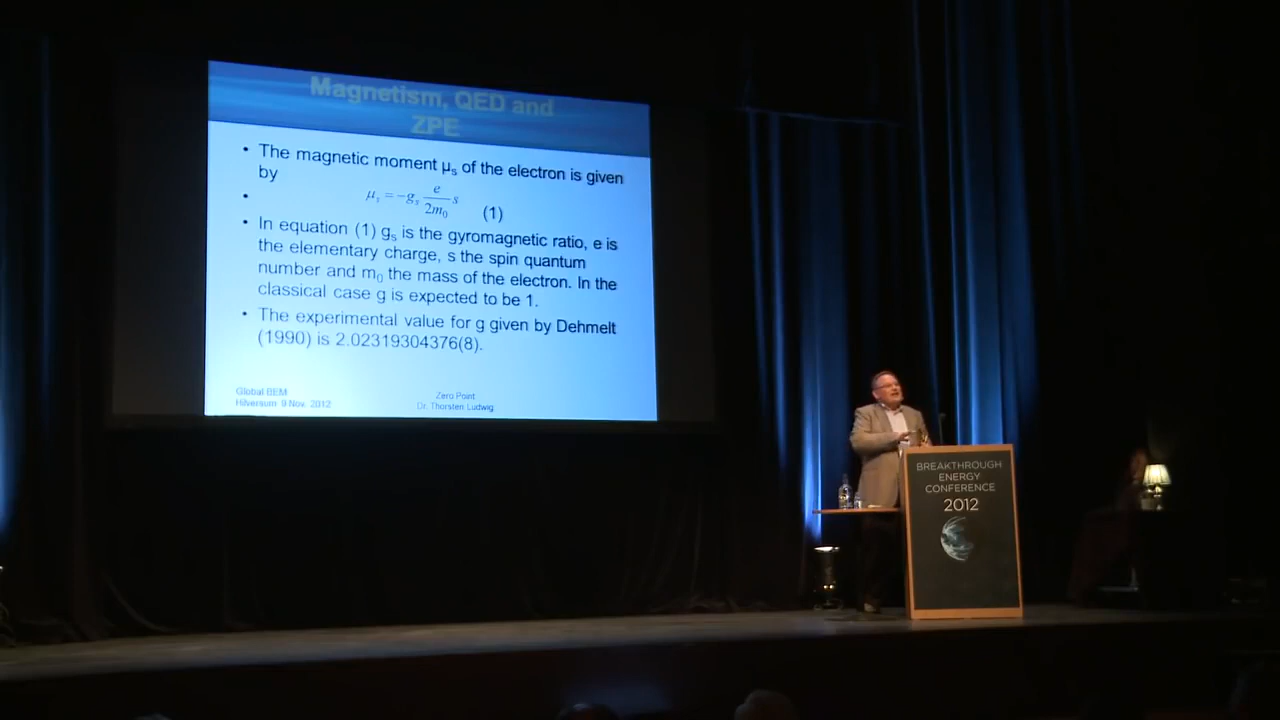 Magnetism, QED and
ZPE
• The magnetic moment μₛ of the electron is given
by
• μₛ = −gₛ e/2m₀ s (1)
• In equation (1) gₛ is the gyromagnetic ratio, e is
the elementary charge, s the spin quantum
number and m₀ the mass of the electron. In the
classical case g is expected to be 1.
• The experimental value for g given by Dehmelt
(1990) is 2.02319304376(8).
Global BEM
Hilversum 9 Nov. 2012
Zero Point
Dr. Thorsten Ludwig
BREAKTHROUGH
ENERGY
CONFERENCE
2012